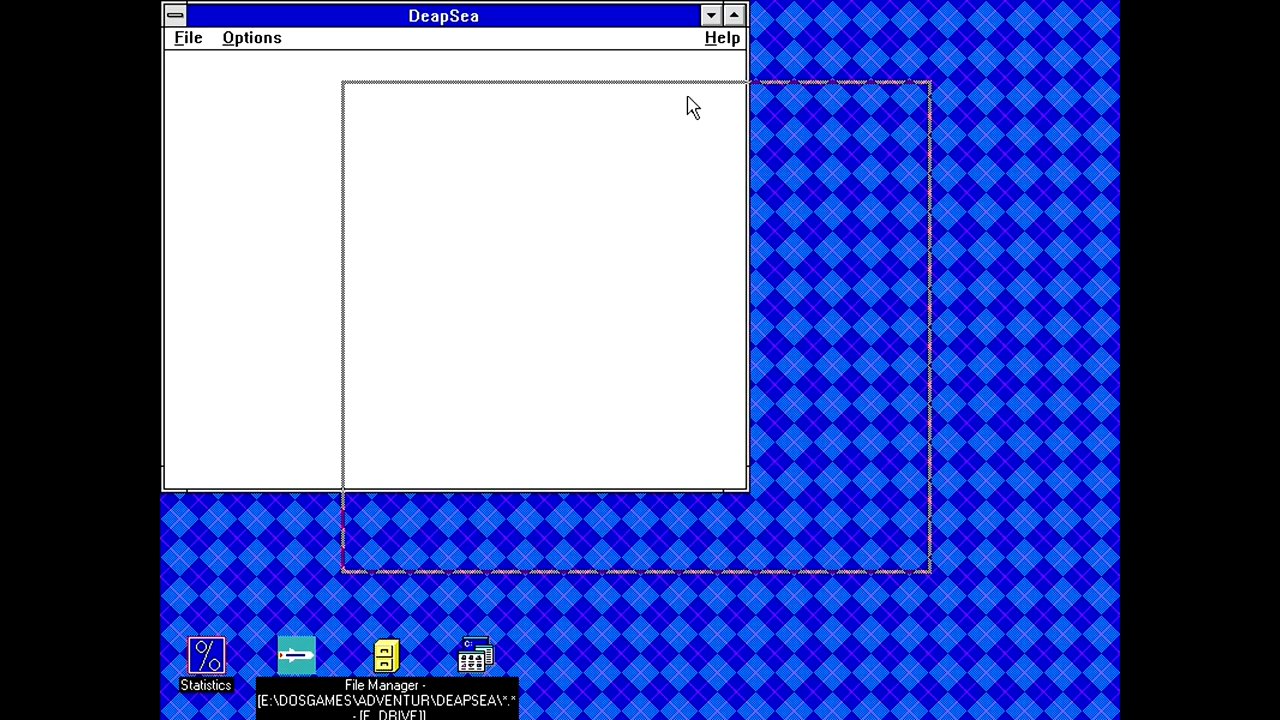 DeapSea
File Options Help
Statistics
File Manager -
[E:\DOSGAMES\ADVENTUR\DEAPSEA\*.*
- [E_DRIVE]]